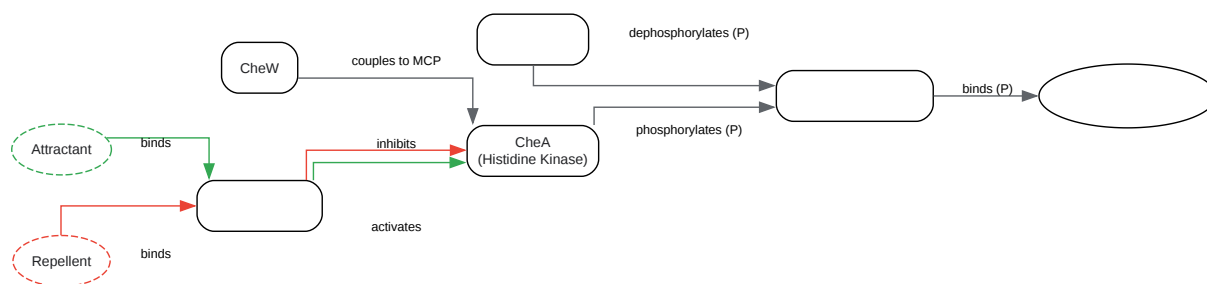 dephosphorylates (P)
CheW
couples to MCP
binds (P)
phosphorylates (P)
Attractant
binds
inhibits
CheA
(Histidine Kinase)
activates
binds
Repellent